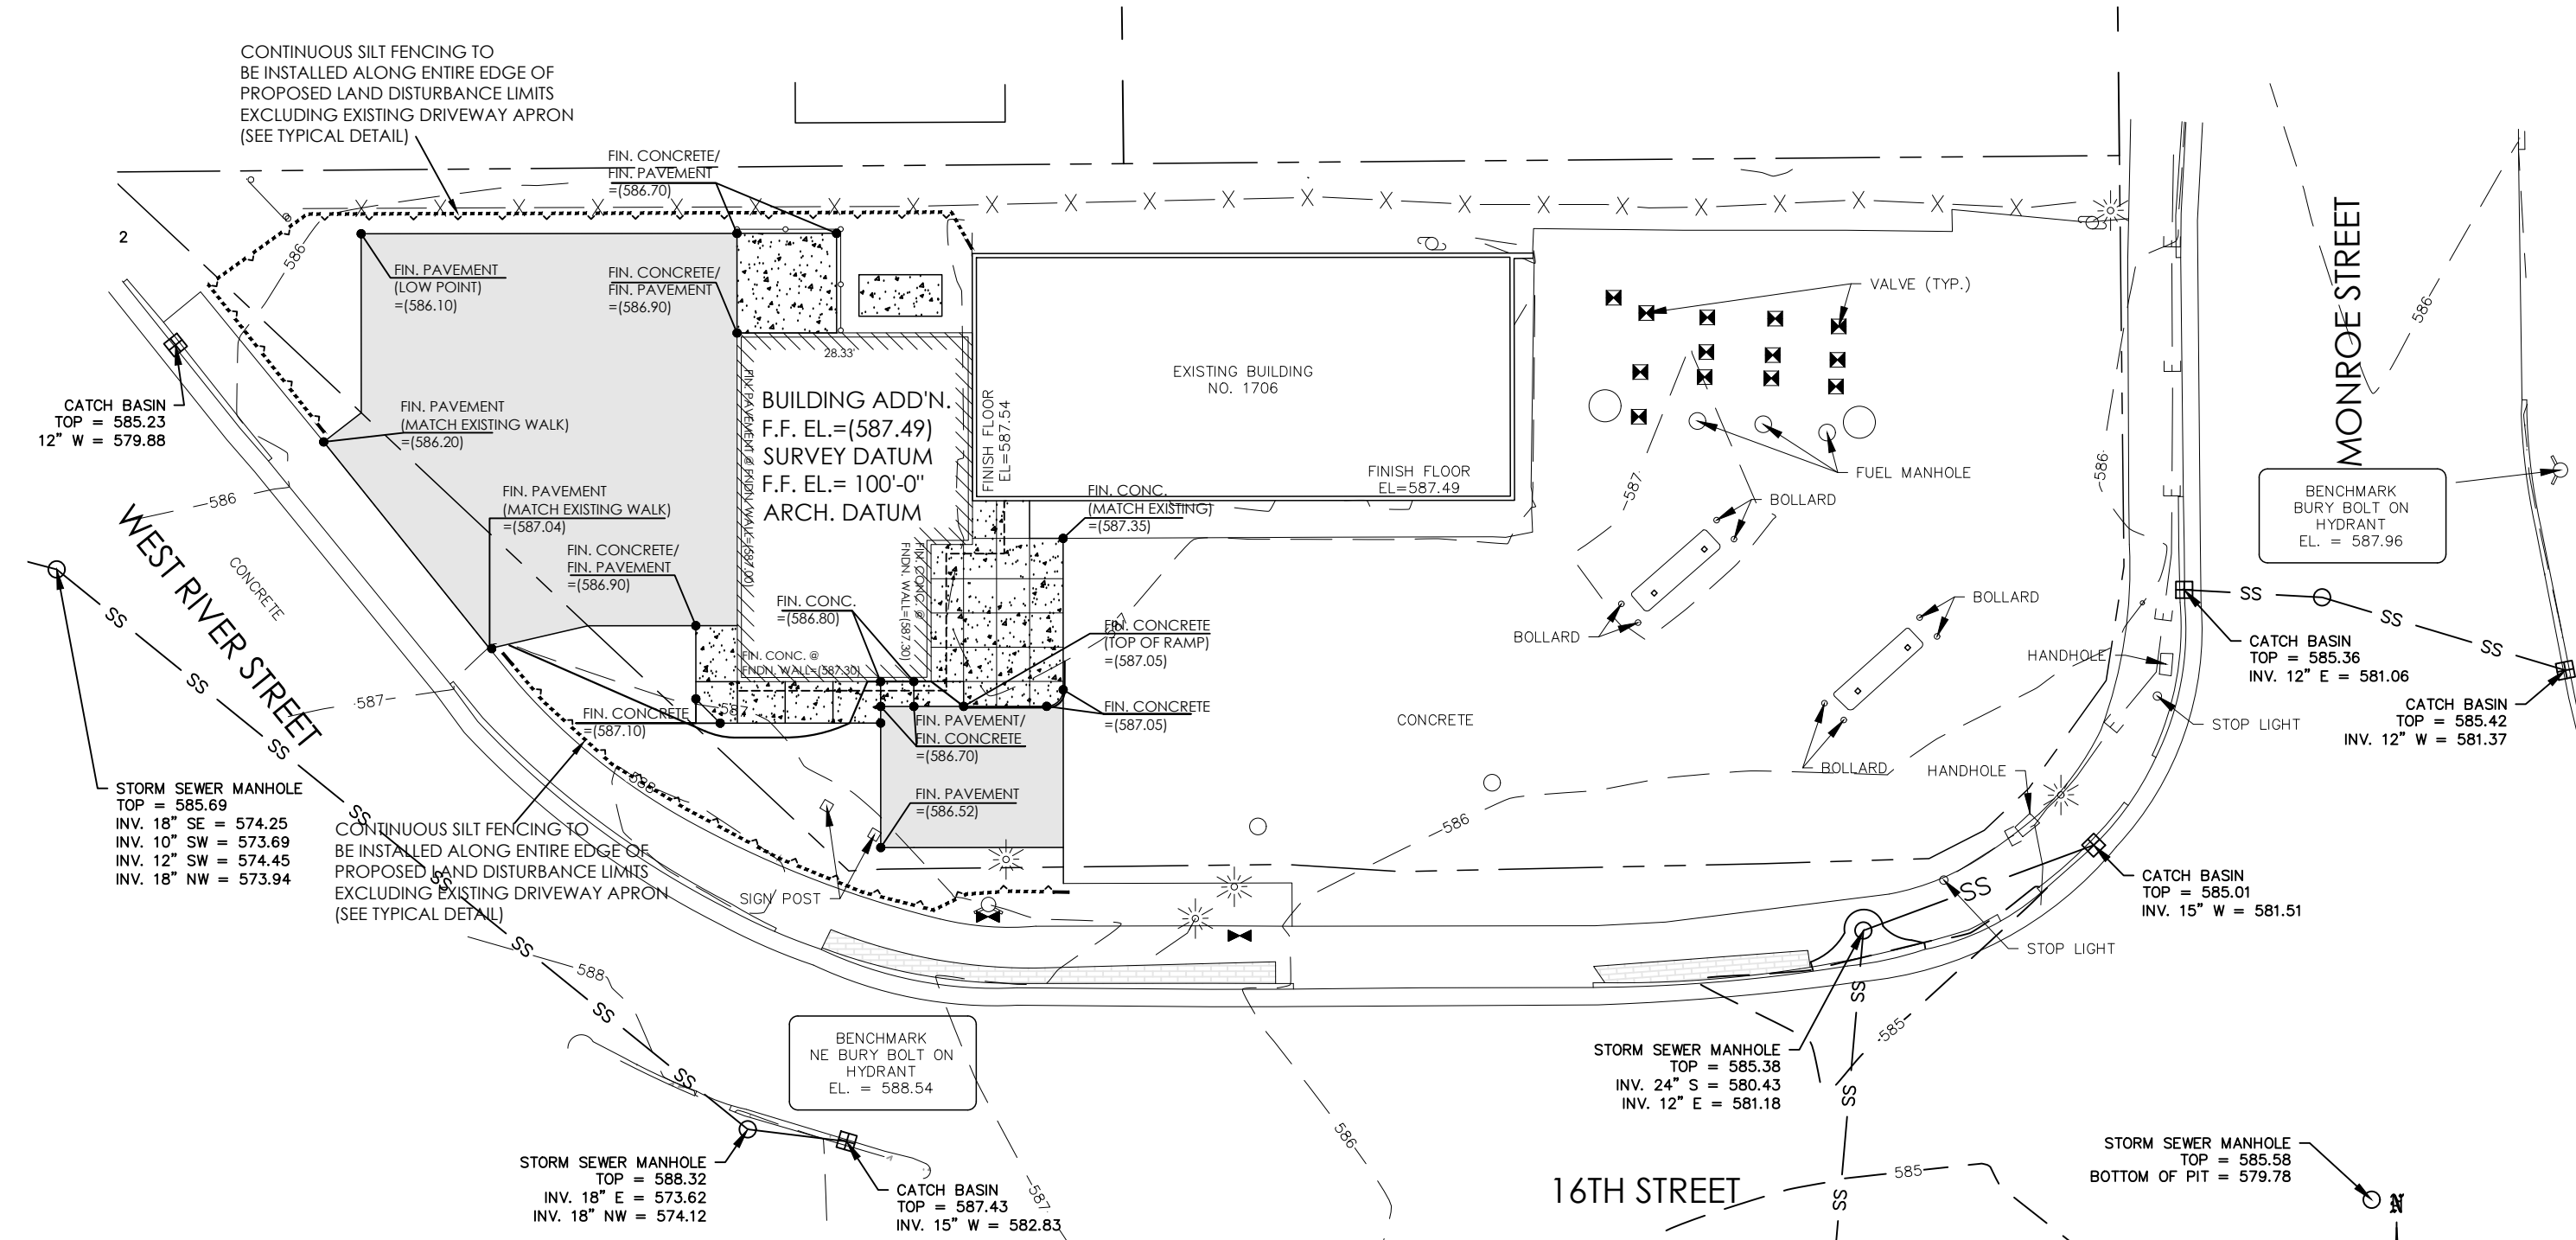 CONTINUOUS SILT FENCING TO
BE INSTALLED ALONG ENTIRE EDGE OF
PROPOSED LAND DISTURBANCE LIMITS
EXCLUDING EXISTING DRIVEWAY APRON
(SEE TYPICAL DETAIL)
2
586
FIN. CONCRETE/
FIN. PAVEMENT
=(586.70)
FIN. PAVEMENT
(LOW POINT)
=(586.10)
FIN. CONCRETE/
FIN. PAVEMENT
=(586.90)
CATCH BASIN
TOP = 585.23
12" W = 579.88
FIN. PAVEMENT
(MATCH EXISTING WALK)
=(586.20)
FIN. PAVEMENT
(MATCH EXISTING WALK)
=(587.04)
FIN. CONCRETE/
FIN. PAVEMENT
=(586.90)
28.33'
FIN. PAVEMENT @ FNDN. WALL=(587.00)
BUILDING ADD'N.
F.F. EL.=(587.49)
SURVEY DATUM
F.F. EL.= 100'-0"
ARCH. DATUM
FINISH FLOOR
EL=587.54
EXISTING BUILDING
NO. 1706
FINISH FLOOR
EL=587.49
FIN. CONC.
(MATCH EXISTING)
=(587.35)
FIN. CONC. @
FNDN. WALL=(587.30)
FIN. CONC.
=(586.80)
FIN. CONC. @
FNDN. WALL=(587.30)
FIN. CONCRETE
(TOP OF RAMP)
=(587.05)
FIN. CONCRETE
=(587.05)
FIN. CONCRETE
=(587.10)
587
587
FIN. PAVEMENT/
FIN. CONCRETE
=(586.70)
FIN. PAVEMENT
=(586.52)
VALVE (TYP.)
FUEL MANHOLE
587
BOLLARD
BOLLARD
BOLLARD
BOLLARD
HANDHOLE
HANDHOLE
STOP LIGHT
STOP LIGHT
CONCRETE
586
586
MONROE STREET
586
E
E
E
E
E
E
BENCHMARK
BURY BOLT ON
HYDRANT
EL. = 587.96
SS
SS
SS
CATCH BASIN
TOP = 585.36
INV. 12" E = 581.06
CATCH BASIN
TOP = 585.42
INV. 12" W = 581.37
CATCH BASIN
TOP = 585.01
INV. 15" W = 581.51
SS
586
WEST RIVER STREET
CONCRETE
587
SS
SS
SS
SS
SS
SS
SS
SS
STORM SEWER MANHOLE
TOP = 585.69
INV. 18" SE = 574.25
INV. 10" SW = 573.69
INV. 12" SW = 574.45
INV. 18" NW = 573.94
CONTINUOUS SILT FENCING TO
BE INSTALLED ALONG ENTIRE EDGE OF
PROPOSED LAND DISTURBANCE LIMITS
EXCLUDING EXISTING DRIVEWAY APRON
(SEE TYPICAL DETAIL)
588
SIGN POST
588
BENCHMARK
NE BURY BOLT ON
HYDRANT
EL. = 588.54
STORM SEWER MANHOLE
TOP = 588.32
INV. 18" E = 573.62
INV. 18" NW = 574.12
CATCH BASIN
TOP = 587.43
INV. 15" W = 582.83
587
586
STORM SEWER MANHOLE
TOP = 585.38
INV. 24" S = 580.43
INV. 12" E = 581.18
SS
SS
SS
585
585
16TH STREET
STORM SEWER MANHOLE
TOP = 585.58
BOTTOM OF PIT = 579.78
N